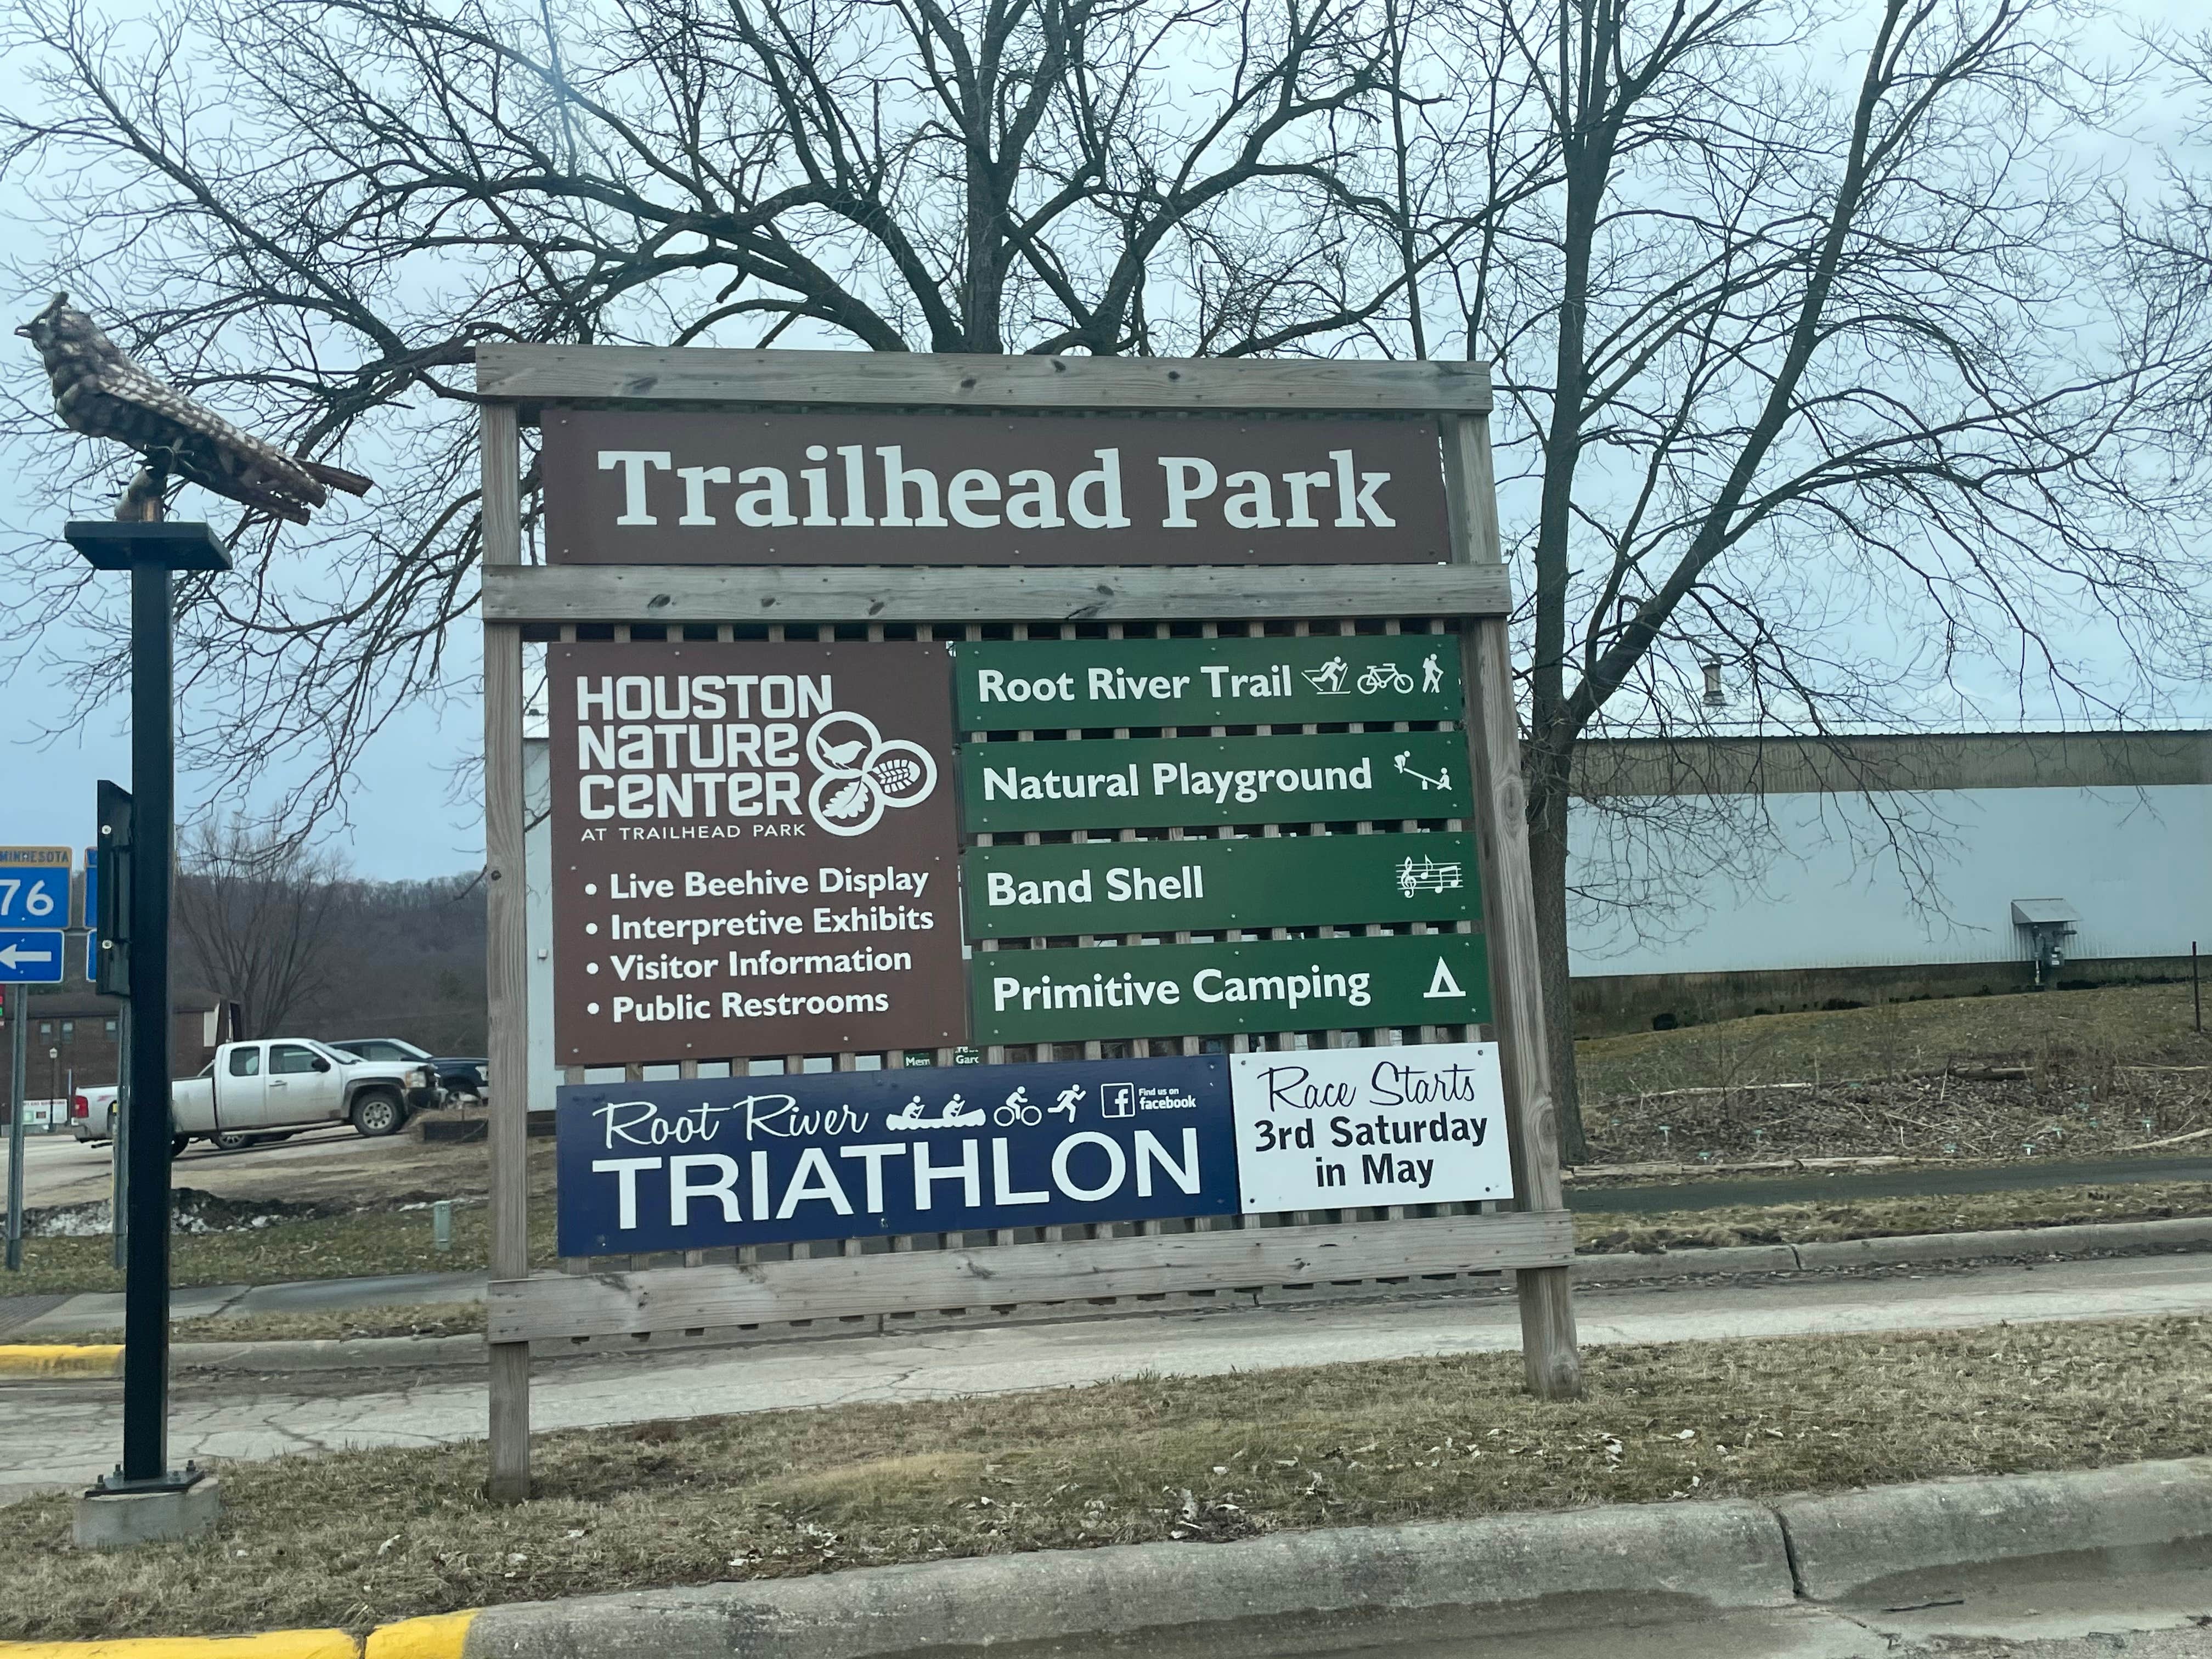 Trailhead Park
HOUSTON
NATURE
CENTER
AT TRAILHEAD PARK
• Live Beehive Display
• Interpretive Exhibits
• Visitor Information
• Public Restrooms
Root River Trail
Natural Playground
Band Shell
Primitive Camping
Root River
TRIATHLON
f Find us on
facebook
Race Starts
3rd Saturday
in May
MINNESOTA
76